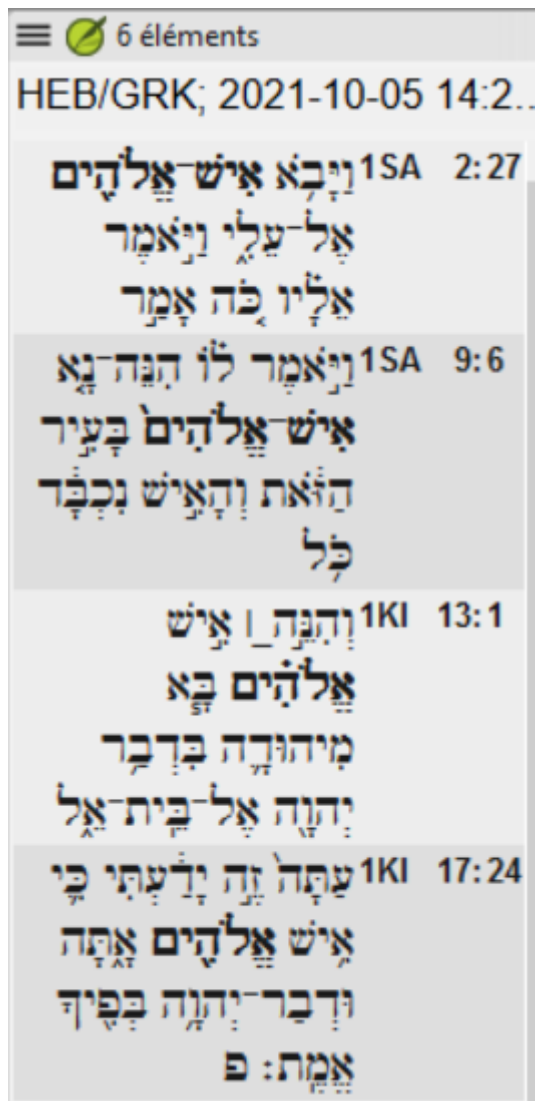 6 éléments
HEB/GRK; 2021-10-05 14:2...
1SA 2:27 וַיָּבֹ֥א אִישׁ־אֱלֹהִ֖ים
אֶל־עֵלִ֑י וַיֹּ֣אמֶר
אֵלָ֗יו כֹּ֚ה אָמַ֣ר
1SA 9:6 וַיֹּ֣אמֶר ל֗וֹ הִנֵּה־נָ֤א
אִישׁ־אֱלֹהִים֙ בָּעִ֣יר
הַזֹּ֔את וְהָאִ֣ישׁ נִכְבָּ֔ד
כֹּ֥ל
1KI 13:1 וְהִנֵּ֣ה ׀ אִ֣ישׁ
אֱלֹהִ֗ים בָּ֧א
מִיהוּדָ֛ה בִּדְבַ֥ר
יְהוָ֖ה אֶל־בֵּֽית־אֵ֑ל
1KI 17:24 עַתָּה֙ זֶ֣ה יָדַ֔עְתִּי כִּ֛י
אִ֥ישׁ אֱלֹהִ֖ים אָ֑תָּה
וּדְבַר־יְהוָ֥ה בְּפִ֖יךָ
אֱמֶֽת׃ פ